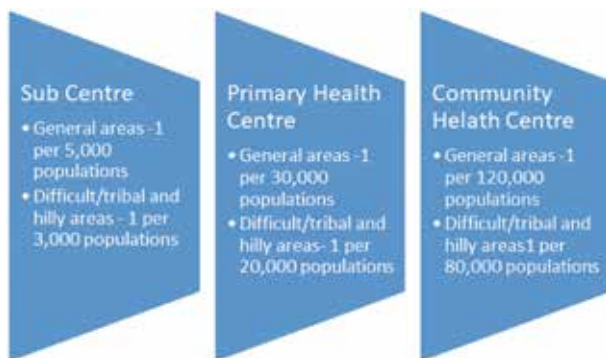 Sub Centre
• General areas -1
per 5,000
populations
• Difficult/tribal and
hilly areas - 1 per
3,000 populations
Primary Health
Centre
• General areas -1
per 30,000
populations
• Difficult/tribal and
hilly areas- 1 per
20,000 populations
Community
Helath Centre
• General areas -1
per 120,000
populations
• Difficult/tribal and
hilly areas1 per
80,000 populations